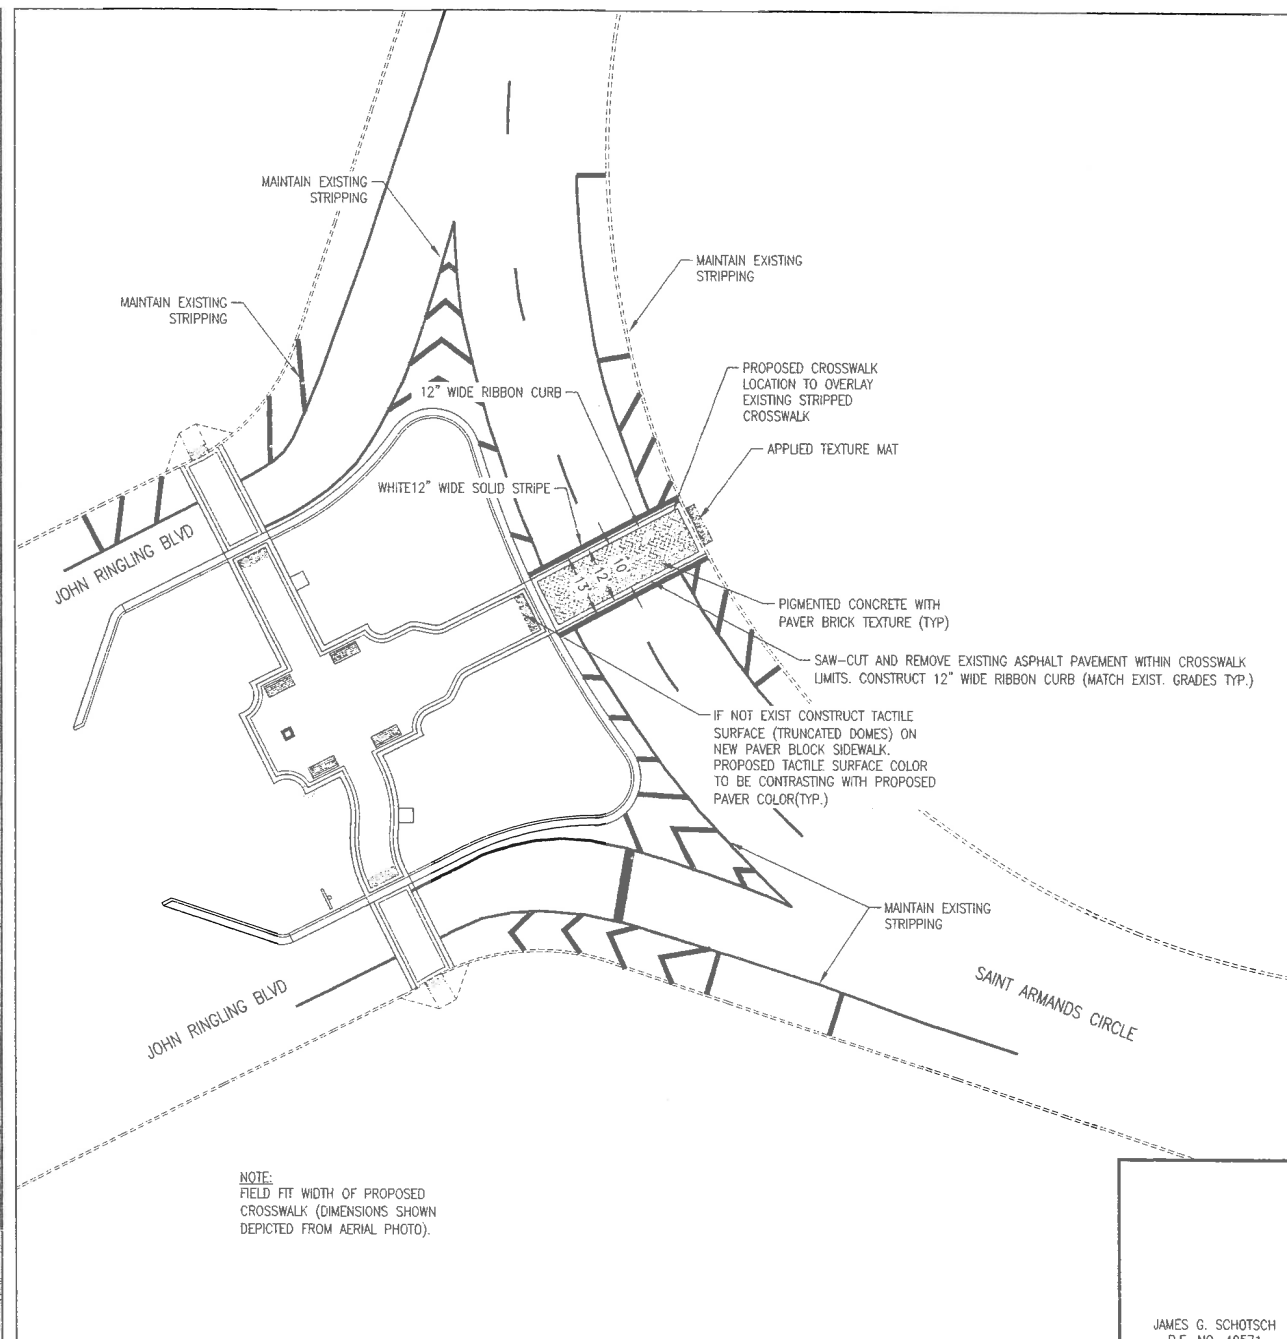 MAINTAIN EXISTING
STRIPPING
MAINTAIN EXISTING
STRIPPING
MAINTAIN EXISTING
STRIPPING
PROPOSED CROSSWALK
LOCATION TO OVERLAY
EXISTING STRIPPED
CROSSWALK
12" WIDE RIBBON CURB
APPLIED TEXTURE MAT
WHITE12" WIDE SOLID STRIPE
JOHN RINGLING BLVD
13'
12'
10'
PIGMENTED CONCRETE WITH
PAVER BRICK TEXTURE (TYP)
SAW-CUT AND REMOVE EXISTING ASPHALT PAVEMENT WITHIN CROSSWALK
LIMITS. CONSTRUCT 12" WIDE RIBBON CURB (MATCH EXIST. GRADES TYP.)
IF NOT EXIST CONSTRUCT TACTILE
SURFACE (TRUNCATED DOMES) ON
NEW PAVER BLOCK SIDEWALK.
PROPOSED TACTILE SURFACE COLOR
TO BE CONTRASTING WITH PROPOSED
PAVER COLOR(TYP.)
MAINTAIN EXISTING
STRIPPING
SAINT ARMANDS CIRCLE
JOHN RINGLING BLVD
NOTE:
FIELD FIT WIDTH OF PROPOSED
CROSSWALK (DIMENSIONS SHOWN
DEPICTED FROM AERIAL PHOTO).
JAMES G. SCHOTSCH
P.E. NO. 49571